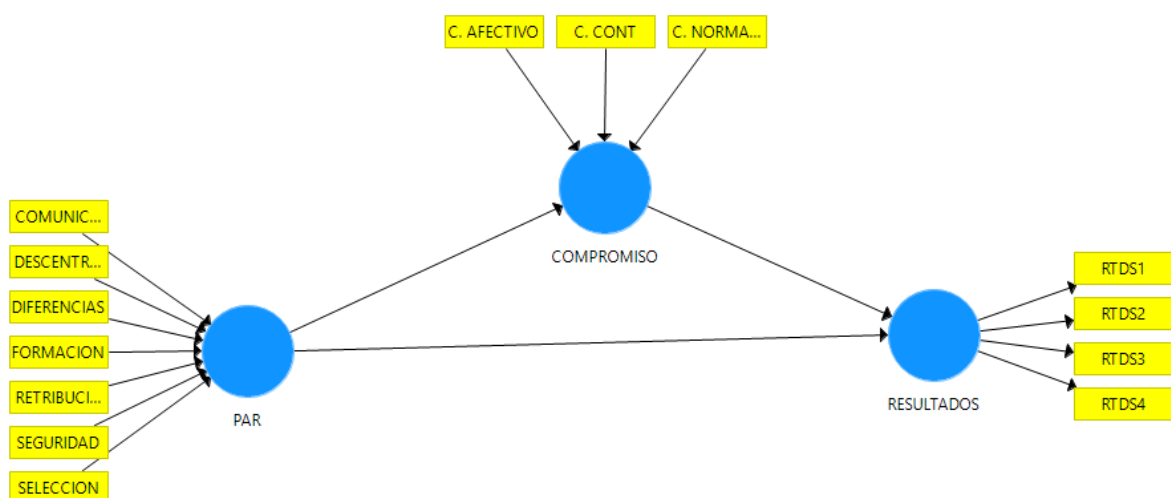 C. AFECTIVO
C. CONT
C. NORMA...
COMPROMISO
COMUNIC...
DESCENTR...
DIFERENCIAS
FORMACION
RETRIBUCI...
SEGURIDAD
SELECCION
PAR
RESULTADOS
RTDS1
RTDS2
RTDS3
RTDS4